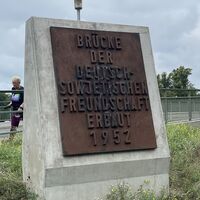 BRÜCKE
DER
DEUTSCH-
SOWJETISCHEN
FREUNDSCHAFT
ERBAUT
1952